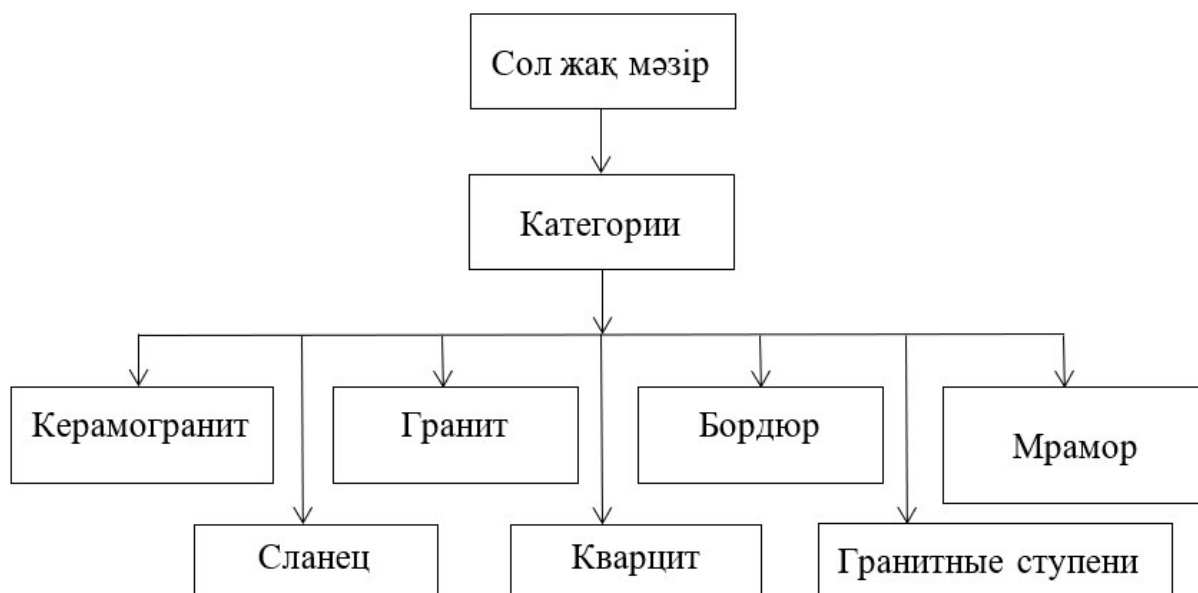 Сол жақ мәзір
Категории
Керамогранит
Гранит
Бордюр
Мрамор
Сланец
Кварцит
Гранитные ступени